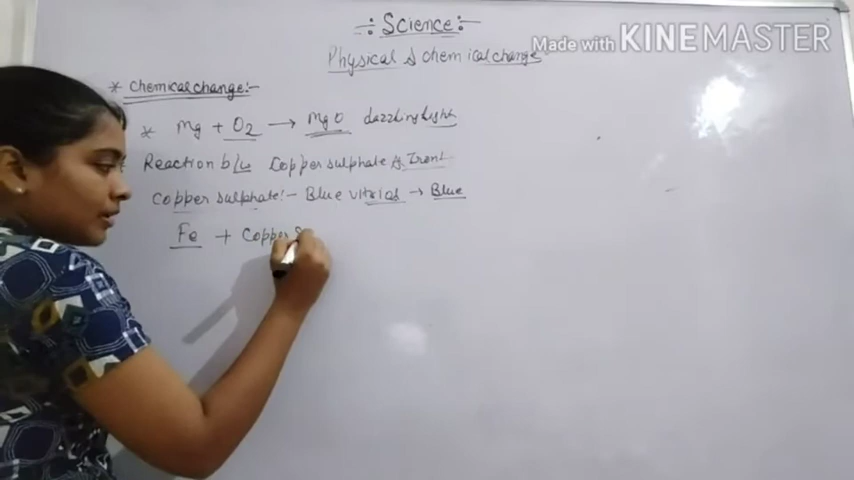 Science:-
Made with KINEMASTER
Physical & chemical change
* Chemical change:-
* Mg + O2 → MgO dazzling light
Reaction b/w Copper sulphate & Iron:-
Copper sulphate:- Blue vitriol → Blue
Fe + Copper S